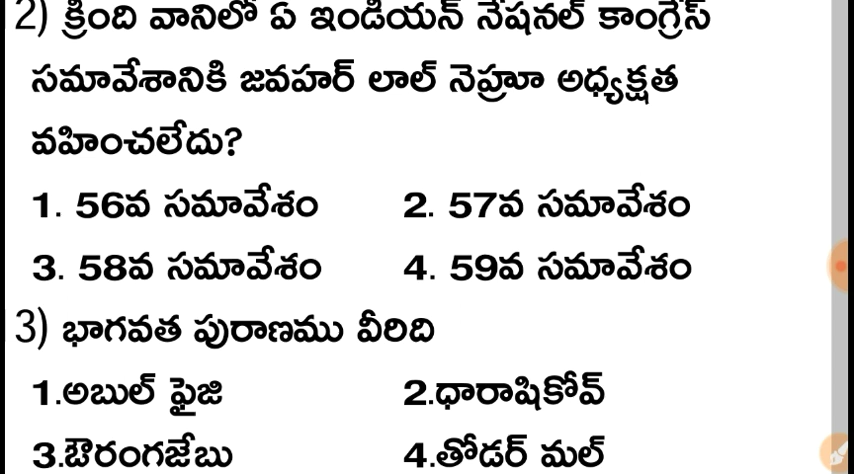 2) క్రింది వానిలో ఏ ఇండియన్ నేషనల్ కాంగ్రేస్
సమావేశానికి జవహర్ లాల్ నెహ్రూ అధ్యక్షత
వహించలేదు?
1. 56వ సమావేశం 2. 57వ సమావేశం
3. 58వ సమావేశం 4. 59వ సమావేశం
3) భాగవత పురాణము వీరిది
1.అబుల్ ఫైజి 2.ధారాషికోవ్
3.ఔరంగజేబు 4.తోడర్ మల్